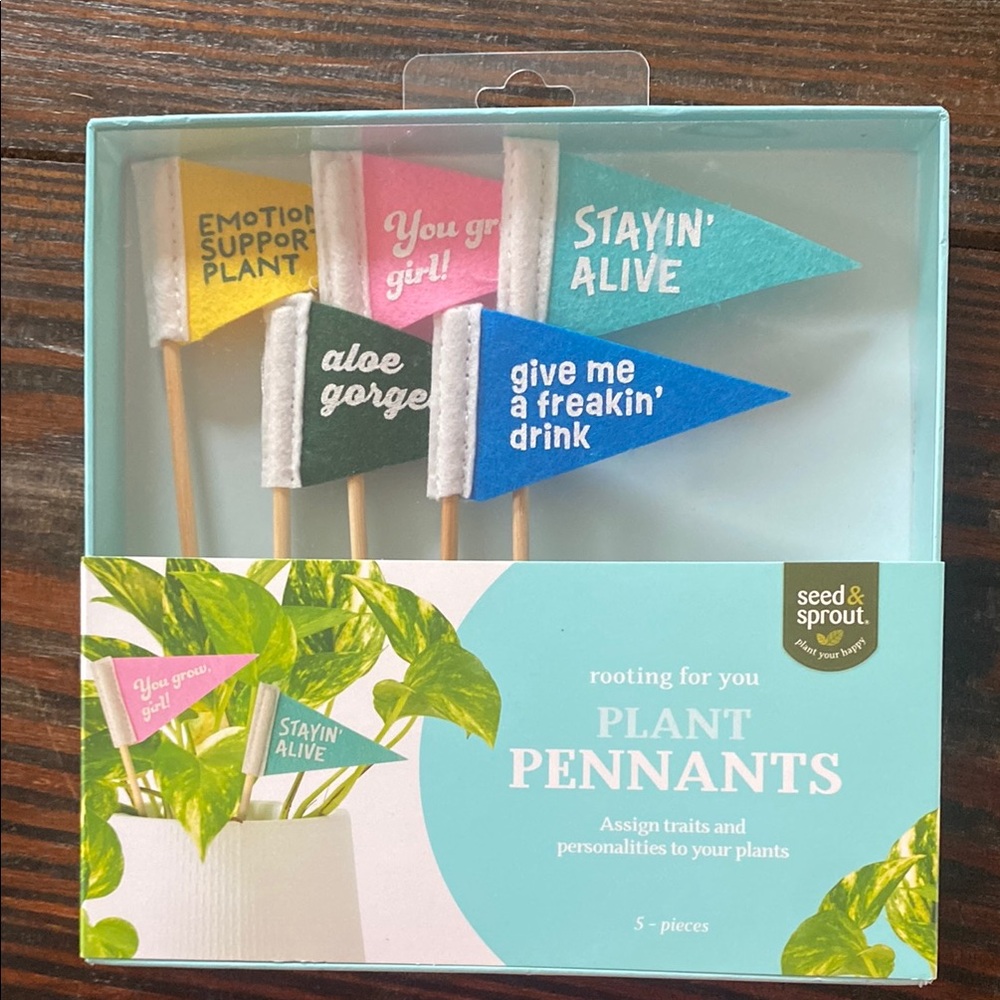 EMOTION
SUPPORT
PLANT
You gr
girl!
STAYIN'
ALIVE
aloe
gorge
give me
a freakin'
drink
seed &
sprout.
plant your happy
You grow,
girl!
STAYIN'
ALIVE
rooting for you
PLANT
PENNANTS
Assign traits and
personalities to your plants
5 - pieces